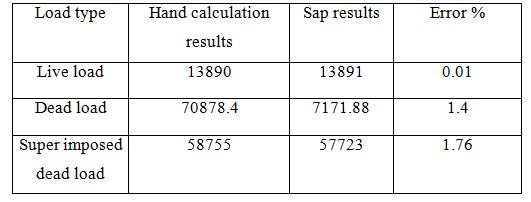 Load type Hand calculation results Sap results Error %
Live load 13890 13891 0.01
Dead load 70878.4 7171.88 1.4
Super imposed dead load 58755 57723 1.76